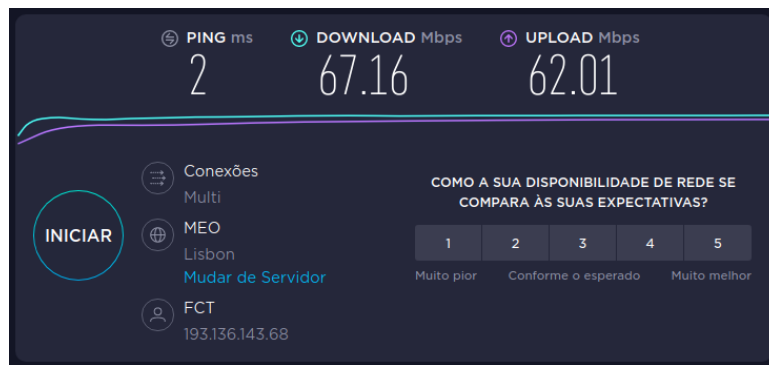 PING ms
DOWNLOAD Mbps
UPLOAD Mbps
2
67.16
62.01
INICIAR
Conexões
Multi
MEO
Lisbon
Mudar de Servidor
FCT
193.136.143.68
COMO A SUA DISPONIBILIDADE DE REDE SE
COMPARA ÀS SUAS EXPECTATIVAS?
1 2 3 4 5
Muito pior Conforme o esperado Muito melhor